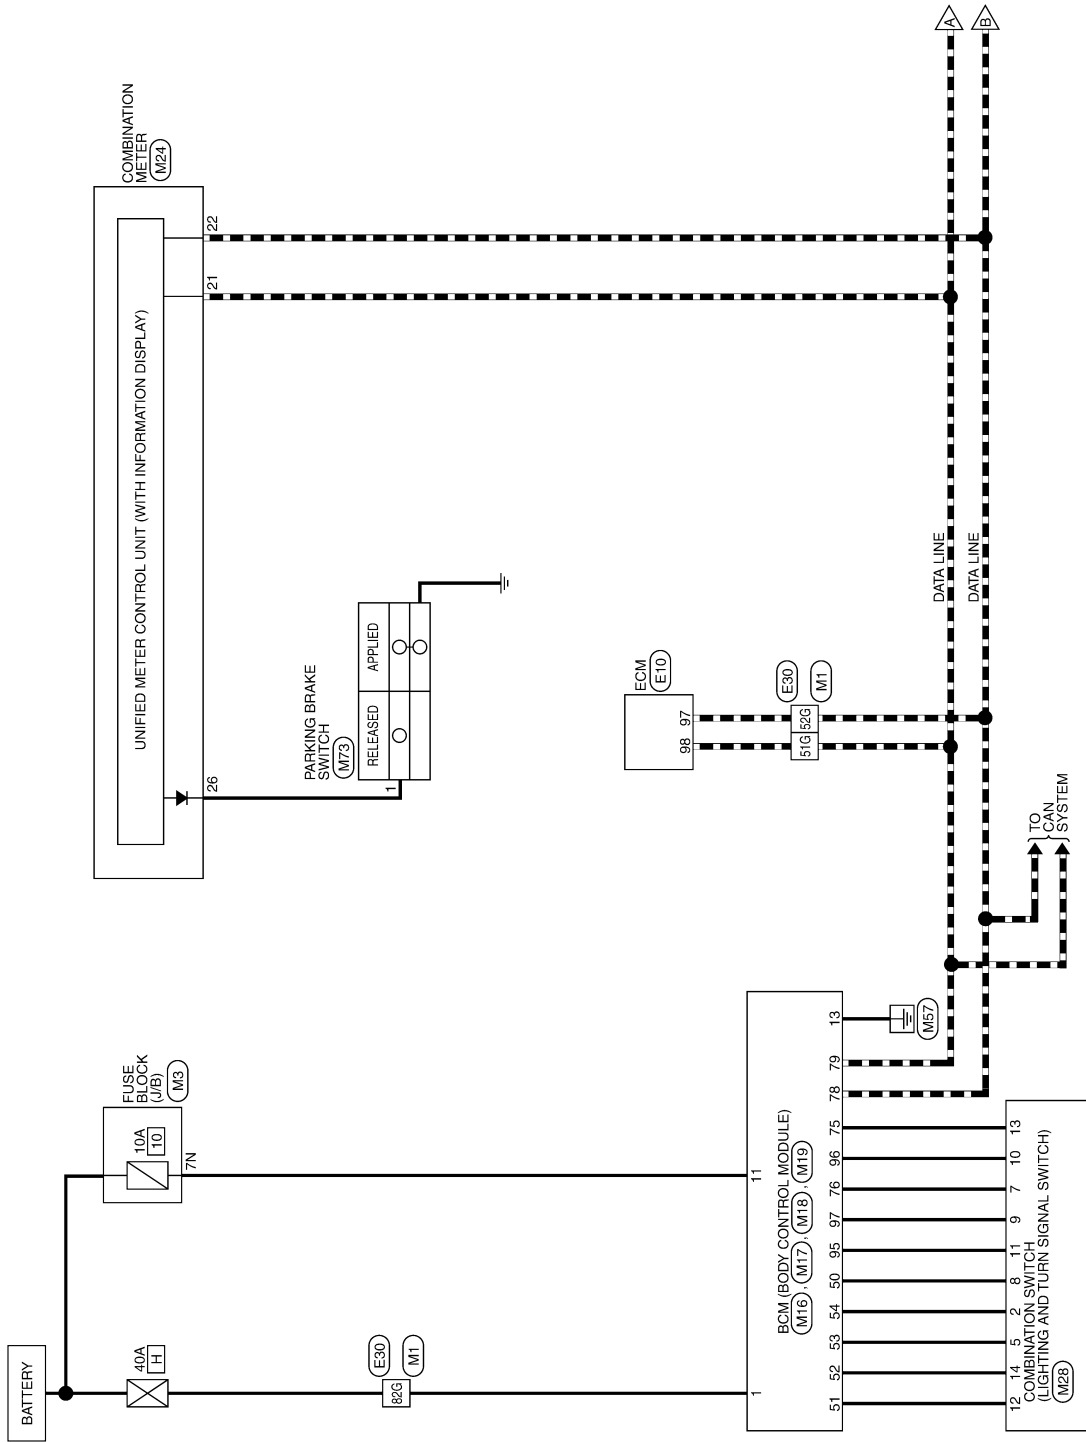 BATTERY
40A
H
E30
M1
82G
1
FUSE
BLOCK
(J/B)
M3
10A
10
7N
11
BCM (BODY CONTROL MODULE)
M16 , M17 , M18 , M19
51 52 53 54 50 95 97 76 96 75 78 79 13
M57
12 14 5 2 8 11 9 7 10 13
COMBINATION SWITCH
(LIGHTING AND TURN SIGNAL SWITCH)
M28
COMBINATION
METER
M24
UNIFIED METER CONTROL UNIT (WITH INFORMATION DISPLAY)
26 21 22
PARKING BRAKE
SWITCH
M73
RELEASED APPLIED
1
ECM
E10
98 97
51G 52G
E30
M1
DATA LINE
DATA LINE
TO
CAN
SYSTEM
A
B